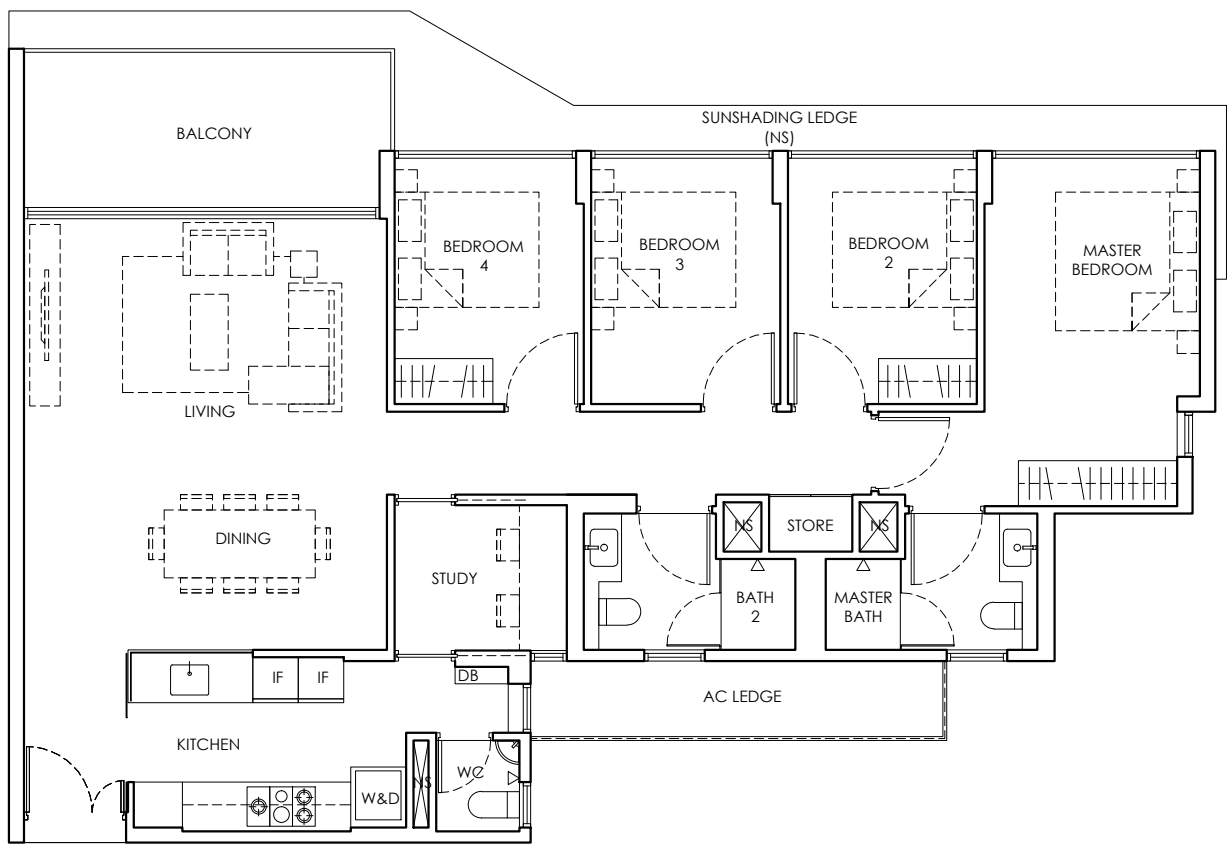 SUNSHADING LEDGE
(NS)
BALCONY
BEDROOM
4
BEDROOM
3
BEDROOM
2
MASTER
BEDROOM
LIVING
DINING
STUDY
NS
STORE
NS
BATH
2
MASTER
BATH
IF
IF
DB
AC LEDGE
KITCHEN
WC
NS
W&D